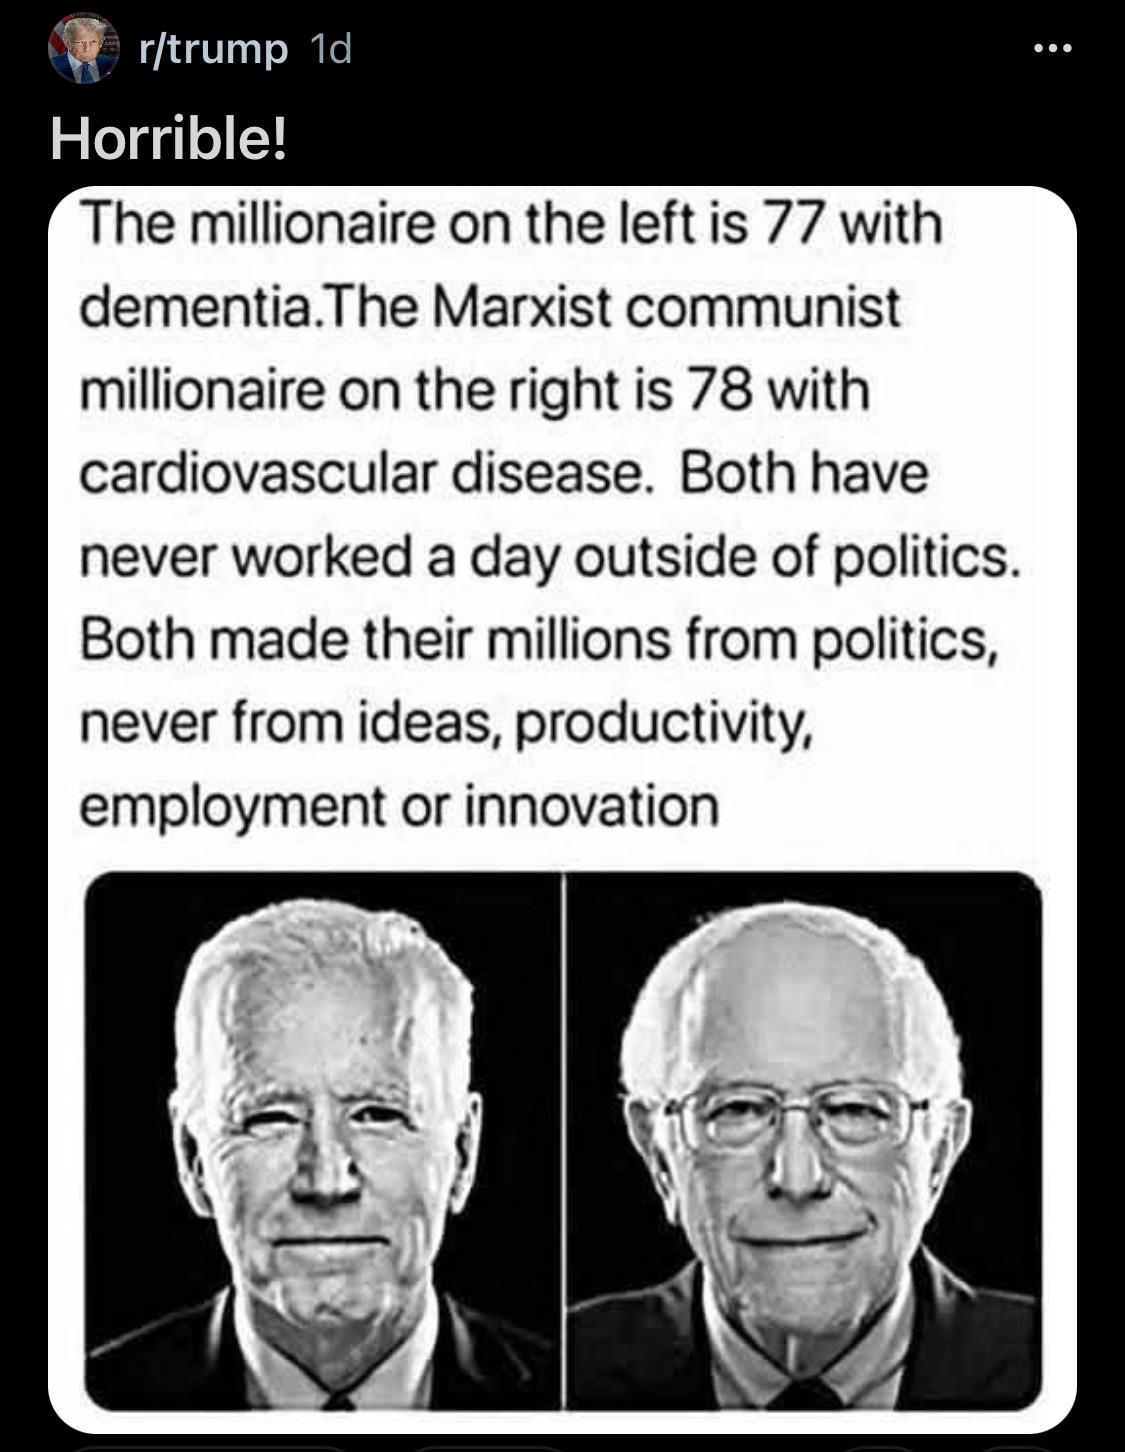 r/trump 1d
Horrible!
The millionaire on the left is 77 with
dementia.The Marxist communist
millionaire on the right is 78 with
cardiovascular disease. Both have
never worked a day outside of politics.
Both made their millions from politics,
never from ideas, productivity,
employment or innovation